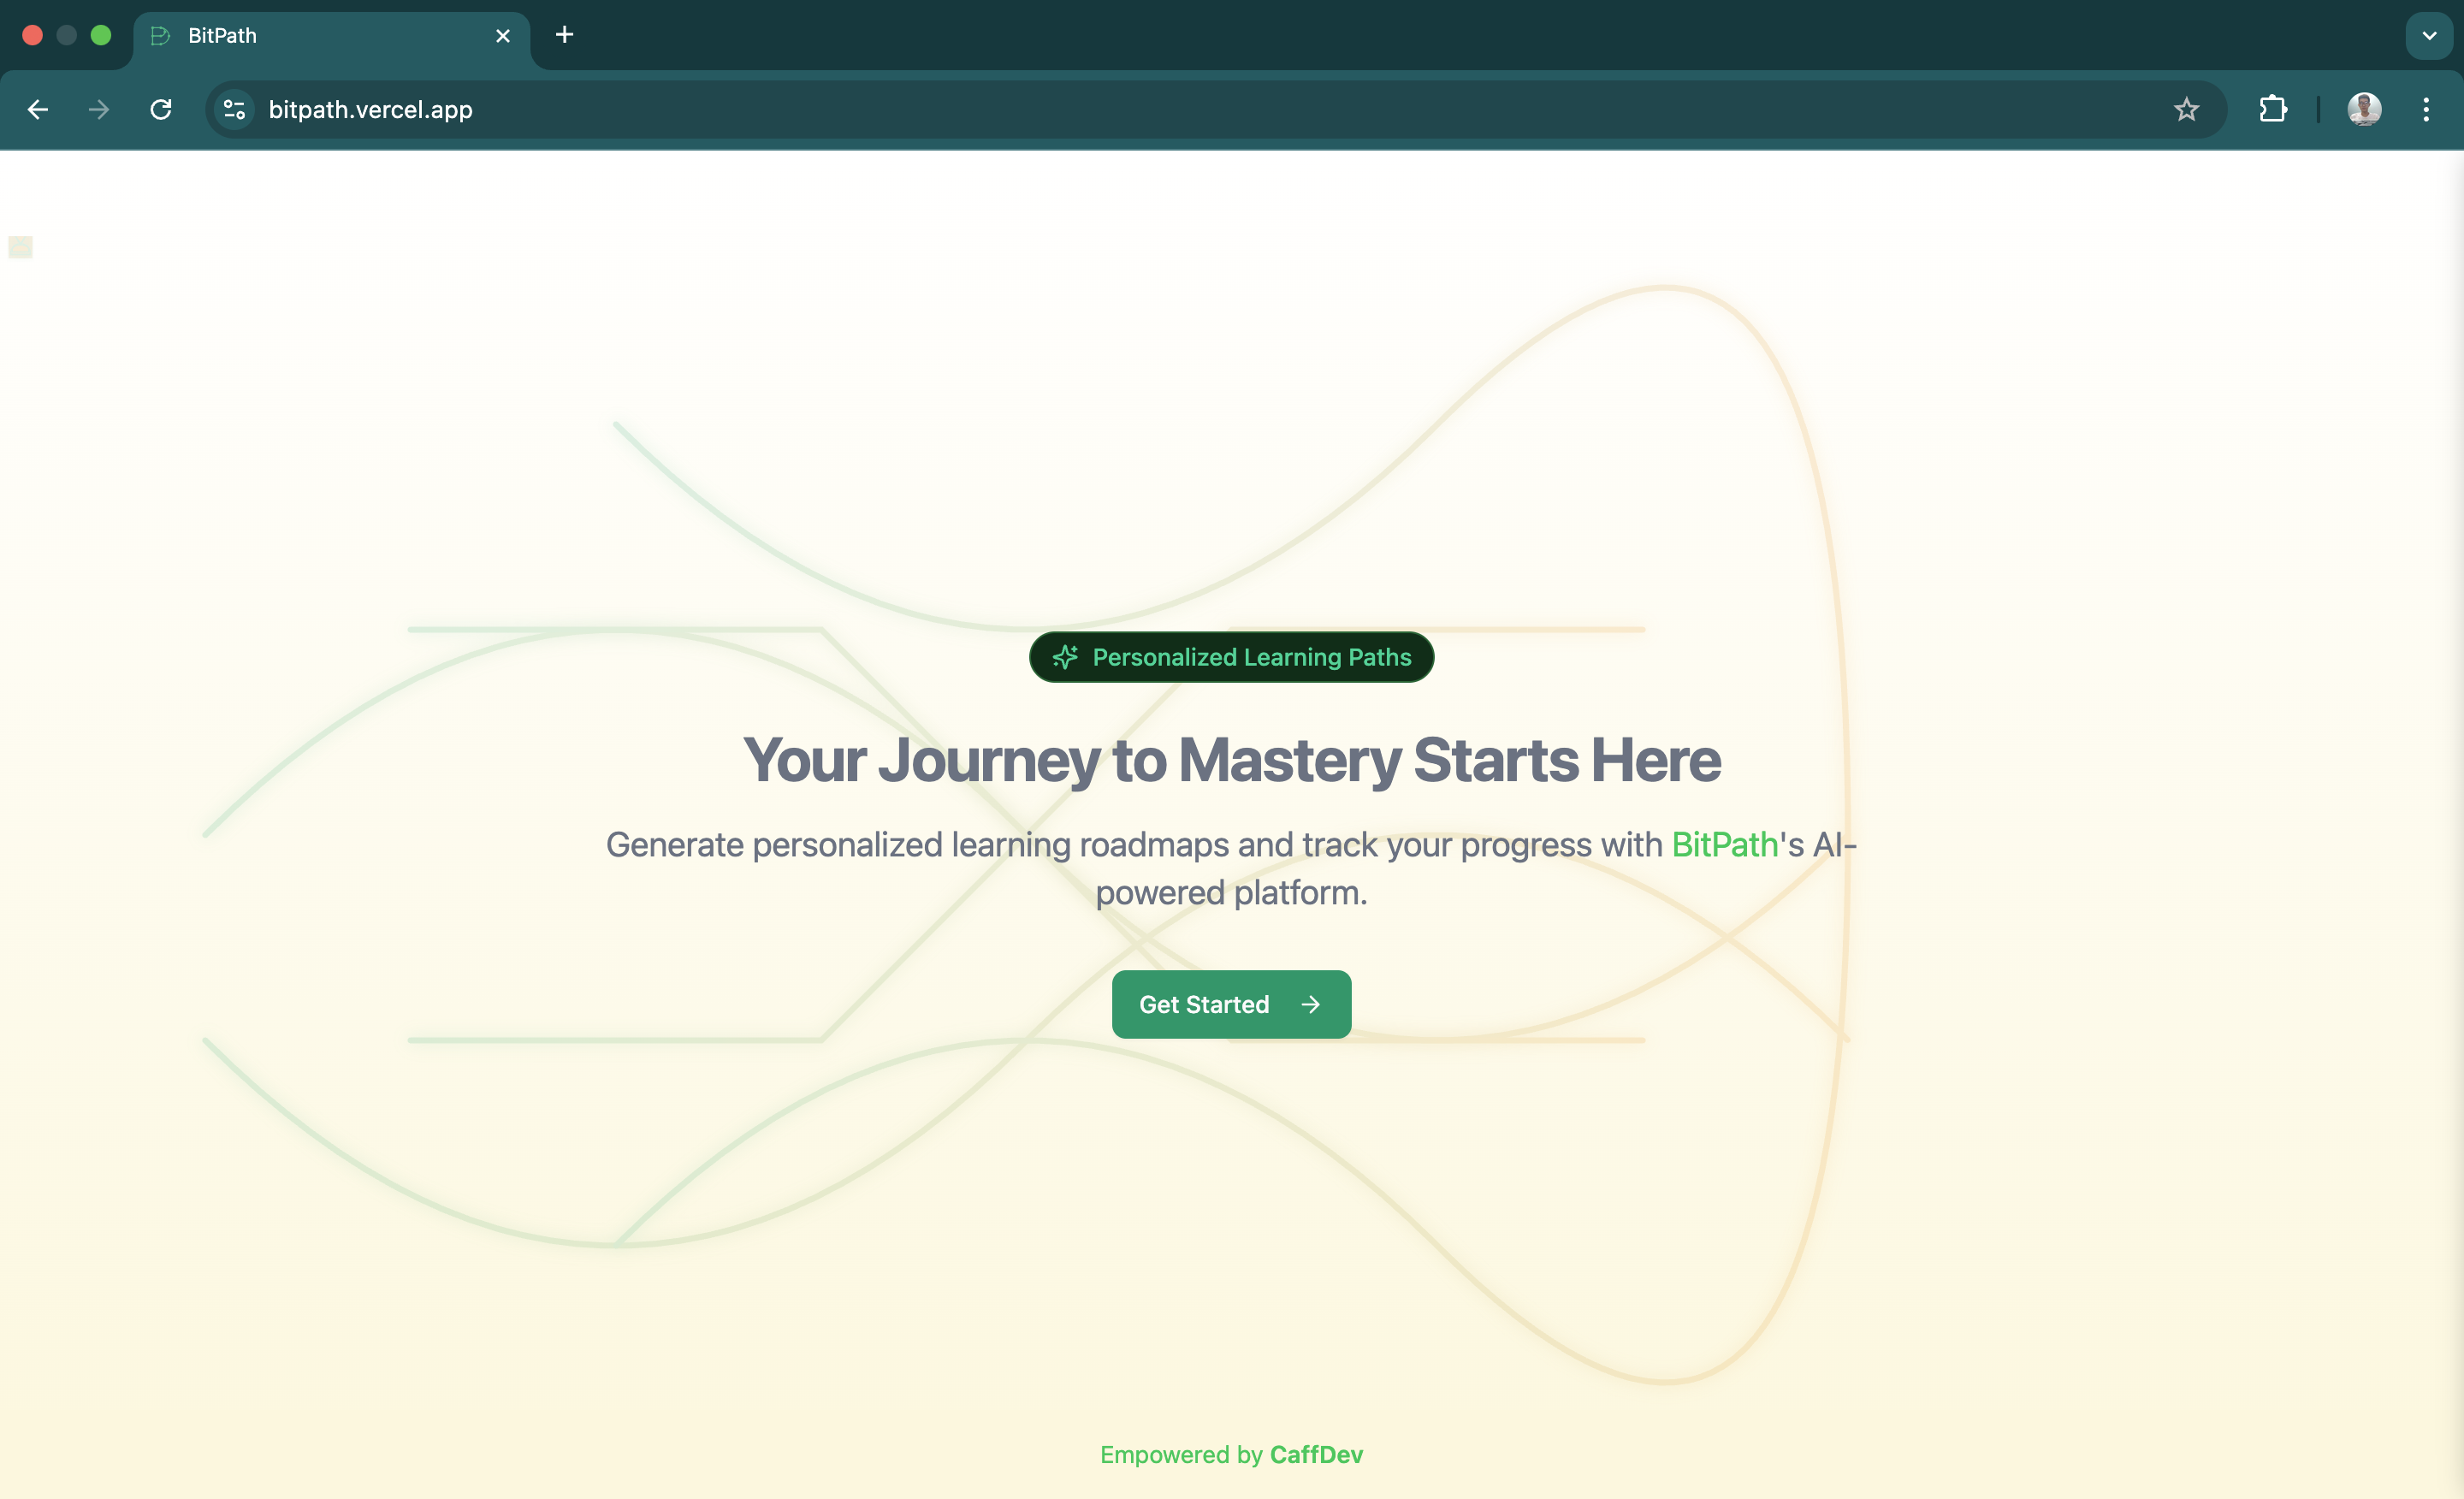 BitPath
bitpath.vercel.app
Personalized Learning Paths
Your Journey to Mastery Starts Here
Generate personalized learning roadmaps and track your progress with BitPath's AI-
powered platform.
Get Started
Empowered by CaffDev